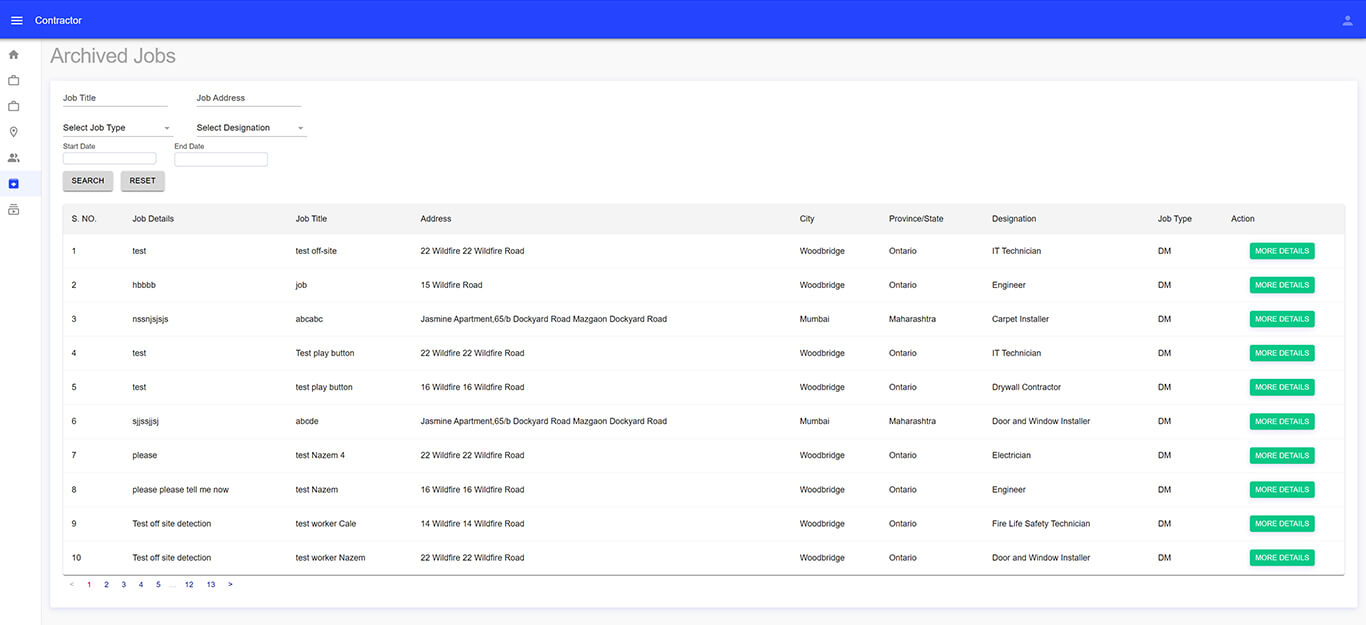 Contractor
Archived Jobs
Job Title Job Address
Select Job Type Select Designation
Start Date End Date
SEARCH RESET
S. NO. Job Details Job Title Address City Province/State Designation Job Type Action
1 test test off-site 22 Wildfire 22 Wildfire Road Woodbridge Ontario IT Technician DM MORE DETAILS
2 hbbbb job 15 Wildfire Road Woodbridge Ontario Engineer DM MORE DETAILS
3 nssnjsjsjs abcabc Jasmine Apartment,65/b Dockyard Road Mazgaon Dockyard Road Mumbai Maharashtra Carpet Installer DM MORE DETAILS
4 test Test play button 22 Wildfire 22 Wildfire Road Woodbridge Ontario IT Technician DM MORE DETAILS
5 test test play button 16 Wildfire 16 Wildfire Road Woodbridge Ontario Drywall Contractor DM MORE DETAILS
6 sjjssjjsj abcde Jasmine Apartment,65/b Dockyard Road Mazgaon Dockyard Road Mumbai Maharashtra Door and Window Installer DM MORE DETAILS
7 please test Nazem 4 22 Wildfire 22 Wildfire Road Woodbridge Ontario Electrician DM MORE DETAILS
8 please please tell me now test Nazem 16 Wildfire 16 Wildfire Road Woodbridge Ontario Engineer DM MORE DETAILS
9 Test off site detection test worker Cale 14 Wildfire 14 Wildfire Road Woodbridge Ontario Fire Life Safety Technician DM MORE DETAILS
10 Test off site detection test worker Nazem 22 Wildfire 22 Wildfire Road Woodbridge Ontario Door and Window Installer DM MORE DETAILS
< 1 2 3 4 5 ... 12 13 >